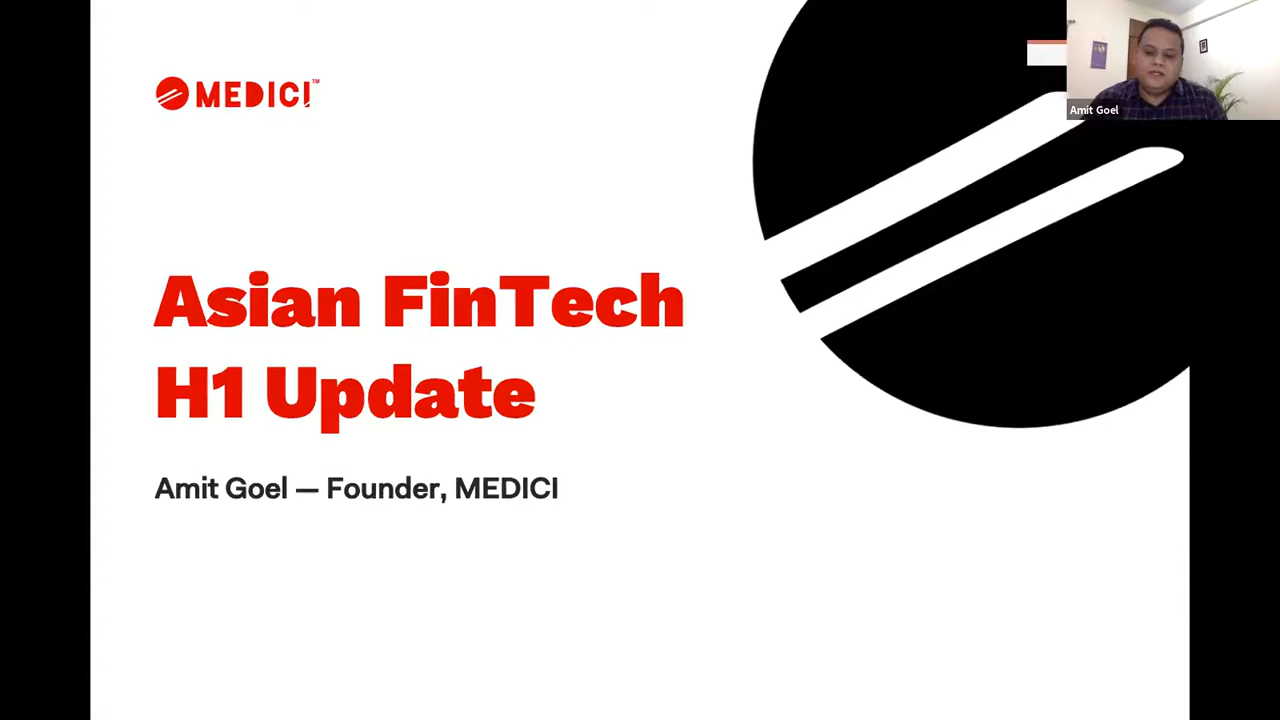 MEDICI™
Amit Goel
Asian FinTech
H1 Update
Amit Goel — Founder, MEDICI